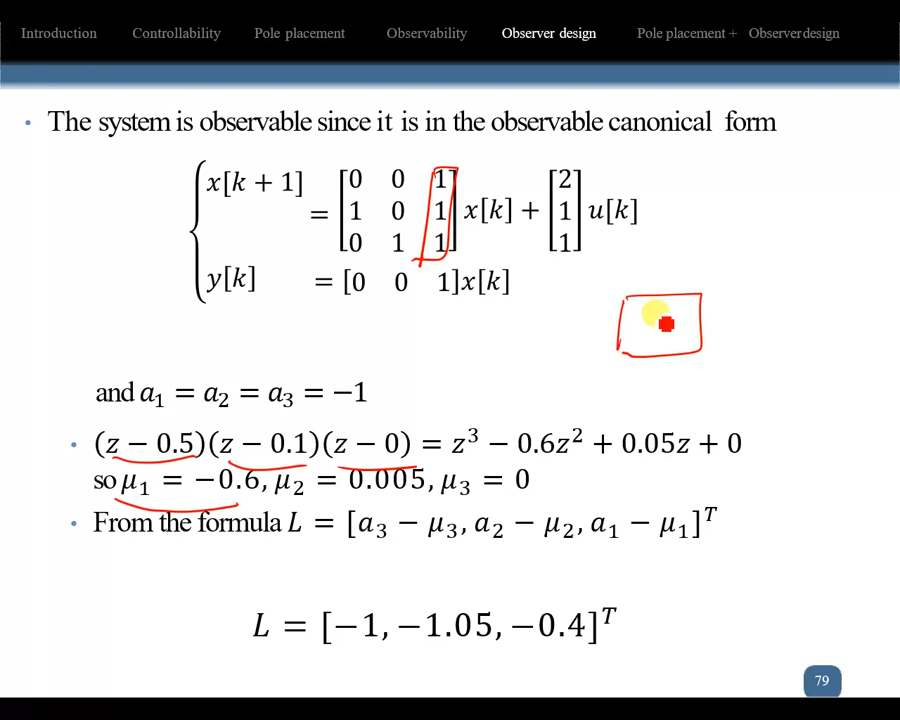 Introduction Controllability Pole placement Observability Observer design Pole placement + Observerdesign
• The system is observable since it is in the observable canonical form
x[k + 1]
= [0 0 1
1 0 1
0 1 1] x[k] + [2
1
1] u[k]
y[k] = [0 0 1]x[k]
and a₁ = a₂ = a₃ = −1
• (z − 0.5)(z − 0.1)(z − 0) = z³ − 0.6z² + 0.05z + 0
so μ₁ = −0.6, μ₂ = 0.005, μ₃ = 0
• From the formula L = [a₃ − μ₃, a₂ − μ₂, a₁ − μ₁]ᵀ
L = [−1, −1.05, −0.4]ᵀ
79